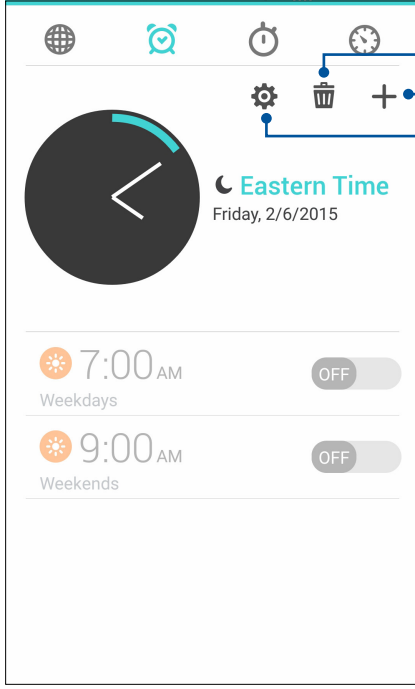 Eastern Time
Friday, 2/6/2015
7:00 AM
OFF
Weekdays
9:00 AM
OFF
Weekends